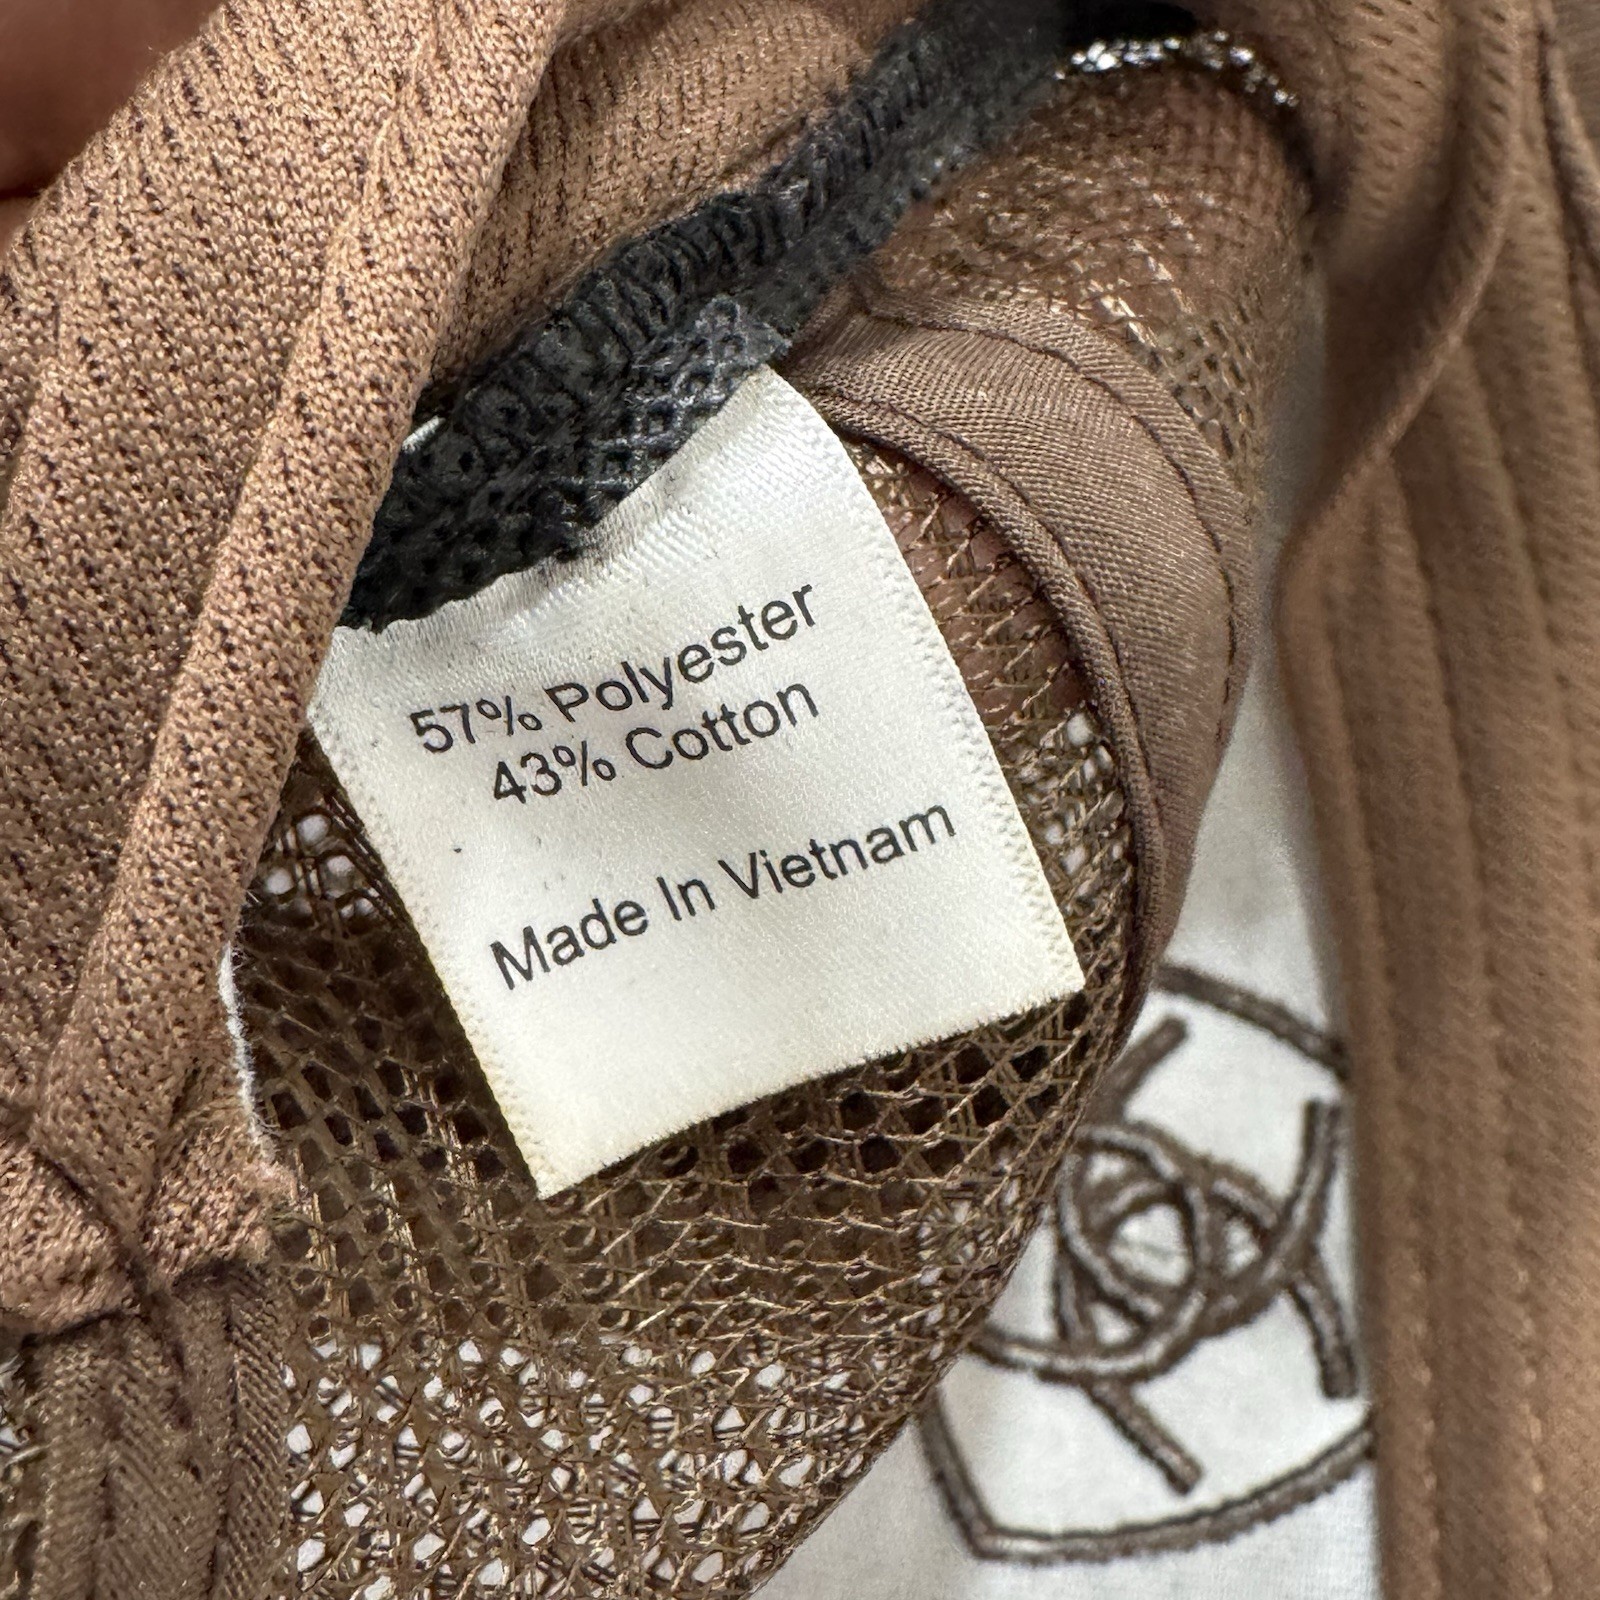 57% Polyester
43% Cotton
Made In Vietnam